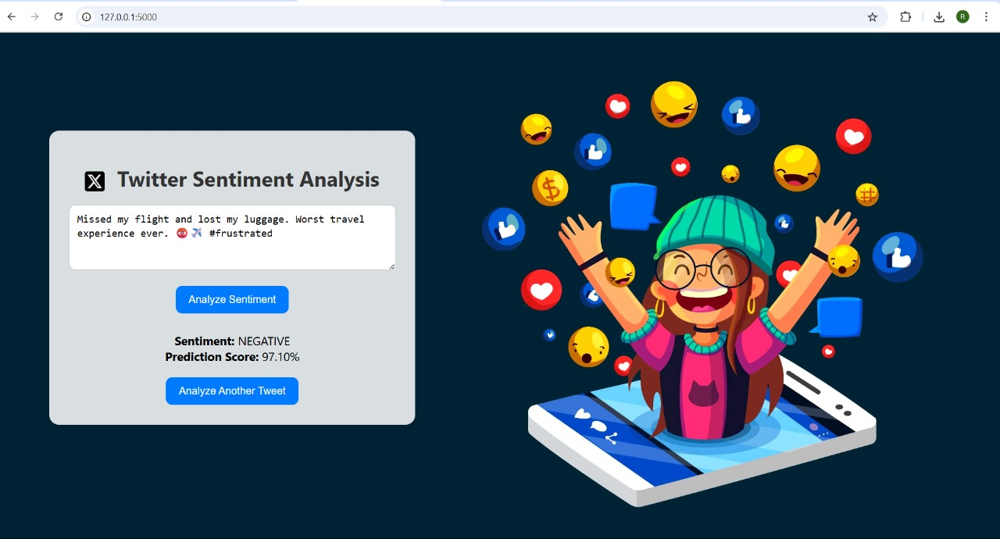 127.0.0.1:5000
R
X Twitter Sentiment Analysis
Missed my flight and lost my luggage. Worst travel
experience ever. 😡✈️ #frustrated
Analyze Sentiment
Sentiment: NEGATIVE
Prediction Score: 97.10%
Analyze Another Tweet
$
#